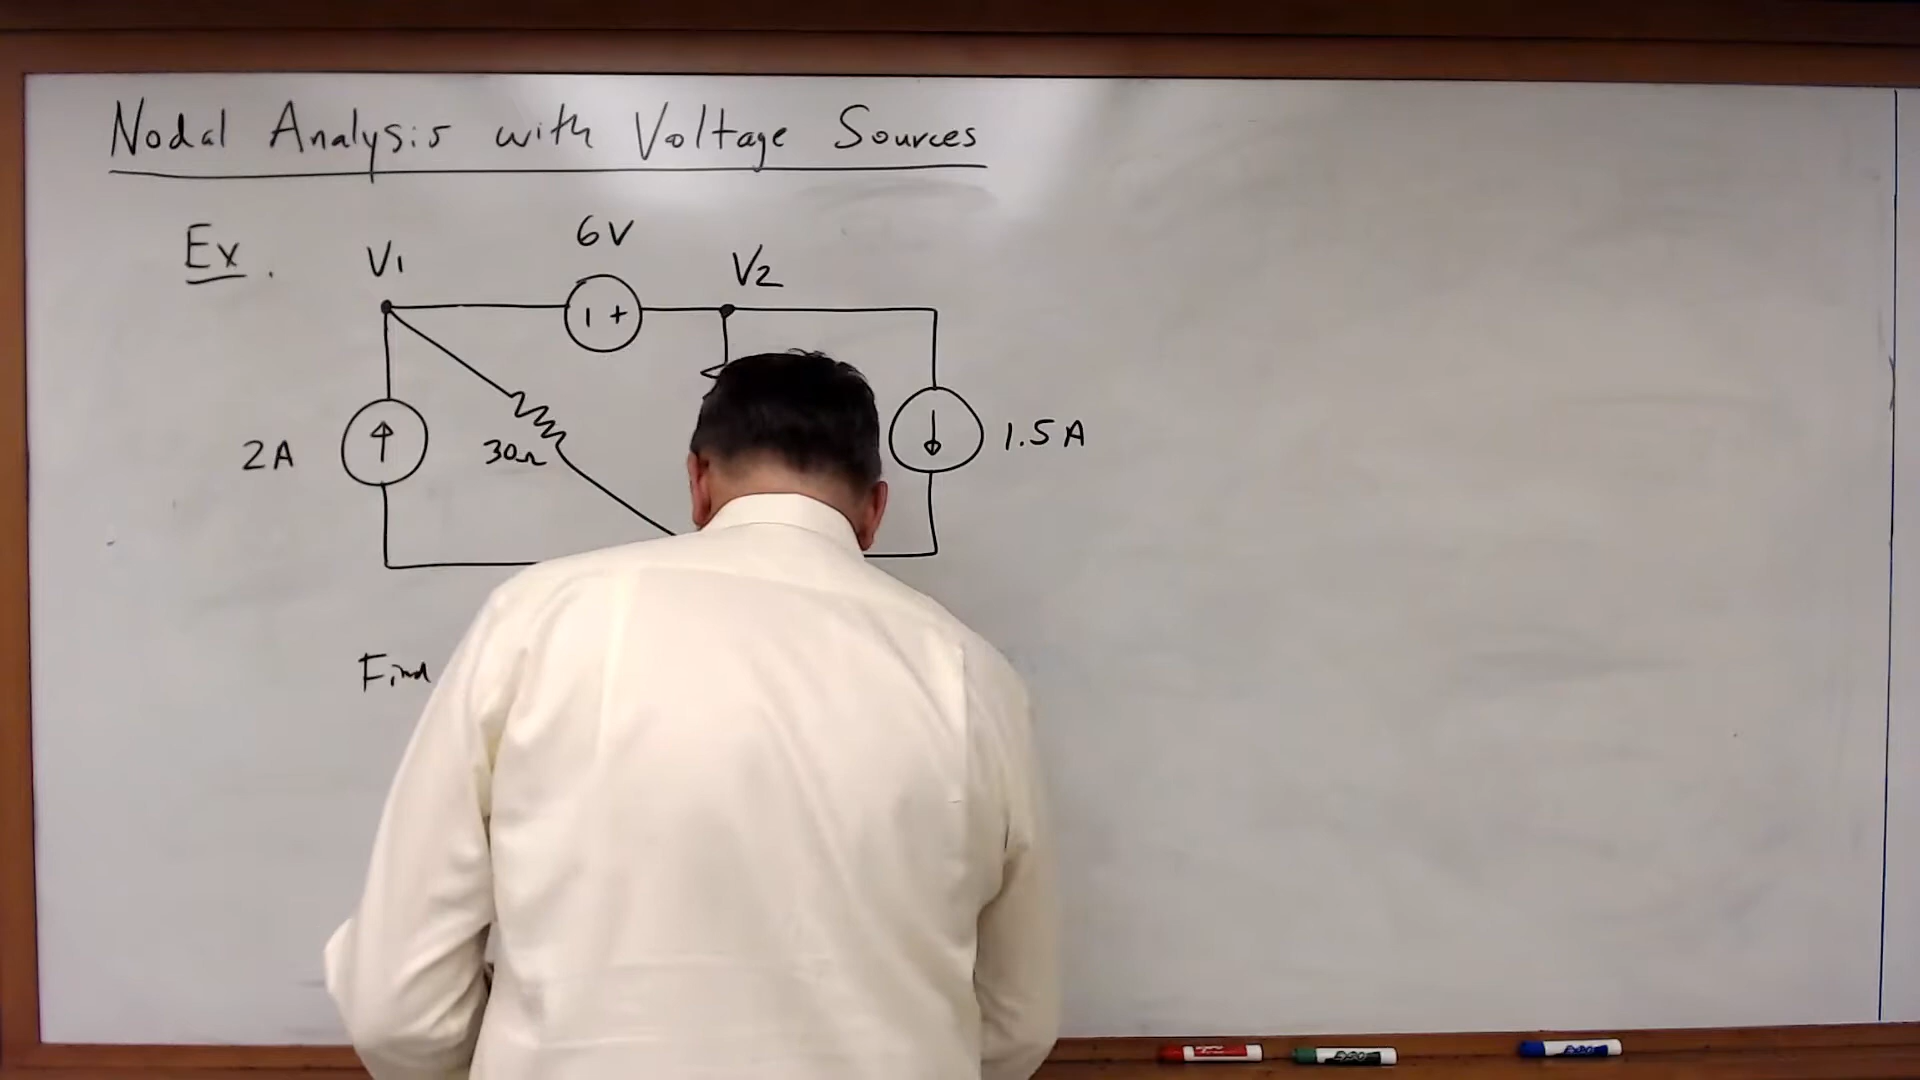 Nodal Analysis with Voltage Sources
Ex.
6V
V1
V2
- +
2A
30Ω
1.5A
Find